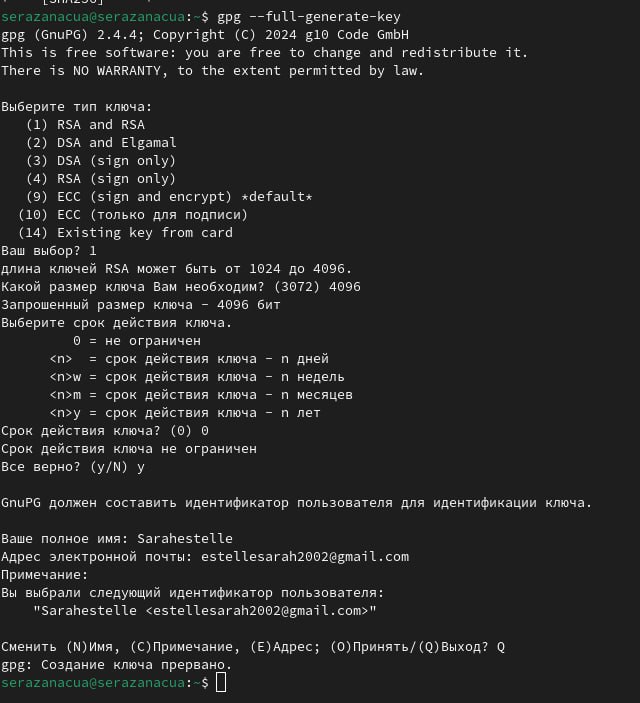 serazanacua@serazanacua:~$ gpg --full-generate-key
gpg (GnuPG) 2.4.4; Copyright (C) 2024 g10 Code GmbH
This is free software: you are free to change and redistribute it.
There is NO WARRANTY, to the extent permitted by law.
Выберите тип ключа:
(1) RSA and RSA
(2) DSA and Elgamal
(3) DSA (sign only)
(4) RSA (sign only)
(9) ECC (sign and encrypt) *default*
(10) ECC (только для подписи)
(14) Existing key from card
Ваш выбор? 1
длина ключей RSA может быть от 1024 до 4096.
Какой размер ключа Вам необходим? (3072) 4096
Запрошенный размер ключа - 4096 бит
Выберите срок действия ключа.
0 = не ограничен
<n> = срок действия ключа - n дней
<n>w = срок действия ключа - n недель
<n>m = срок действия ключа - n месяцев
<n>y = срок действия ключа - n лет
Срок действия ключа? (0) 0
Срок действия ключа не ограничен
Все верно? (y/N) y
GnuPG должен составить идентификатор пользователя для идентификации ключа.
Ваше полное имя: Sarahestelle
Адрес электронной почты: estellesarah2002@gmail.com
Примечание:
Вы выбрали следующий идентификатор пользователя:
"Sarahestelle <estellesarah2002@gmail.com>"
Сменить (N)Имя, (C)Примечание, (E)Адрес; (O)Принять/(Q)Выход? Q
gpg: Создание ключа прервано.
serazanacua@serazanacua:~$